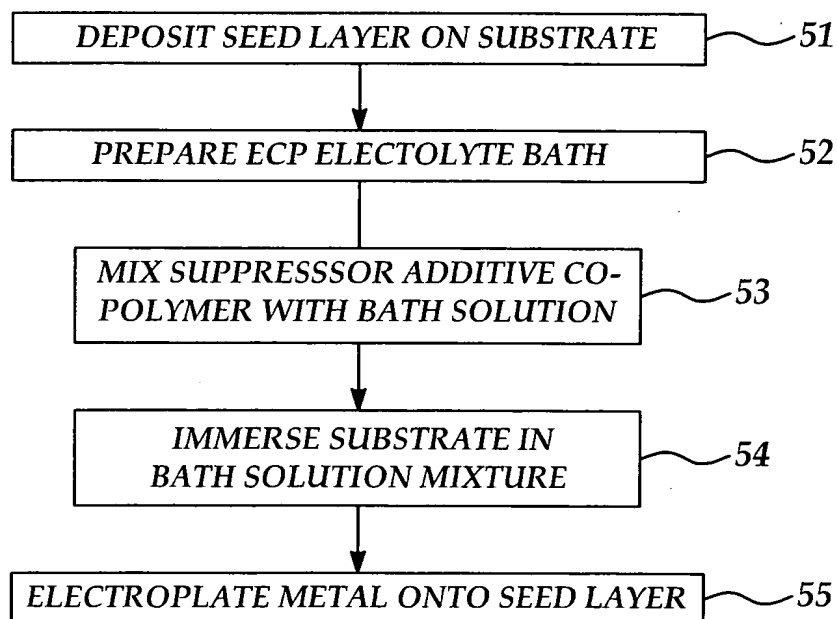 DEPOSIT SEED LAYER ON SUBSTRATE 51
PREPARE ECP ELECTOLYTE BATH 52
MIX SUPPRESSSOR ADDITIVE CO-
POLYMER WITH BATH SOLUTION 53
IMMERSE SUBSTRATE IN
BATH SOLUTION MIXTURE 54
ELECTROPLATE METAL ONTO SEED LAYER 55